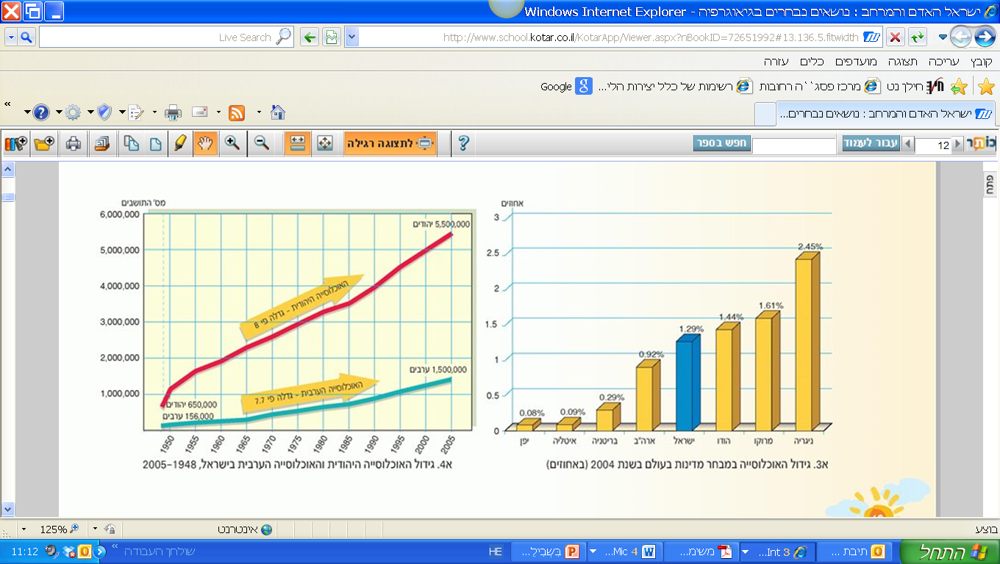 ישראל האדם והמרחב : נושאים נבחרים בגיאוגרפיה - Windows Internet Explorer
http://www.school.kotar.co.il/KotarApp/Viewer.aspx?nBookID=72651992#13.136.5.fitwidth
Live Search
קובץ עריכה תצוגה מועדפים כלים עזרה
חילך נט
מרכז פסג``ה רחובות
רשימות של כלל יצירות הלי...
Google
ישראל האדם והמרחב : נושאים נבחרים...
כותר
12
עבור לעמוד
חפש בספר
לתצוגה רגילה
פתח
אחוזים
3
2.5
2
1.5
1
0.5
0
2.45%
1.61%
1.44%
1.29%
0.92%
0.29%
0.09%
0.08%
ניגריה מרוקו הודו ישראל ארה"ב בריטניה איטליה יפן
א3. גידול האוכלוסייה במבחר מדינות בעולם בשנת 2004 (באחוזים)
מס' התושבים
6,000,000
5,000,000
4,000,000
3,000,000
2,000,000
1,000,000
5,500,000 יהודים
האוכלוסייה היהודית - גדלה פי 8
1,500,000 ערבים
האוכלוסייה הערבית - גדלה פי 7.7
650,000 יהודים
156,000 ערבים
1950 1955 1960 1965 1970 1975 1980 1985 1990 1995 2000 2005
א4. גידול האוכלוסייה היהודית והאוכלוסייה הערבית בישראל, 2005-1948
בוצע
אינטרנט
125%
התחל
תיבת ...
3 Int...
משימ...
4 Mic...
בִּשְׁבִיל...
HE
שולחן העבודה
11:12